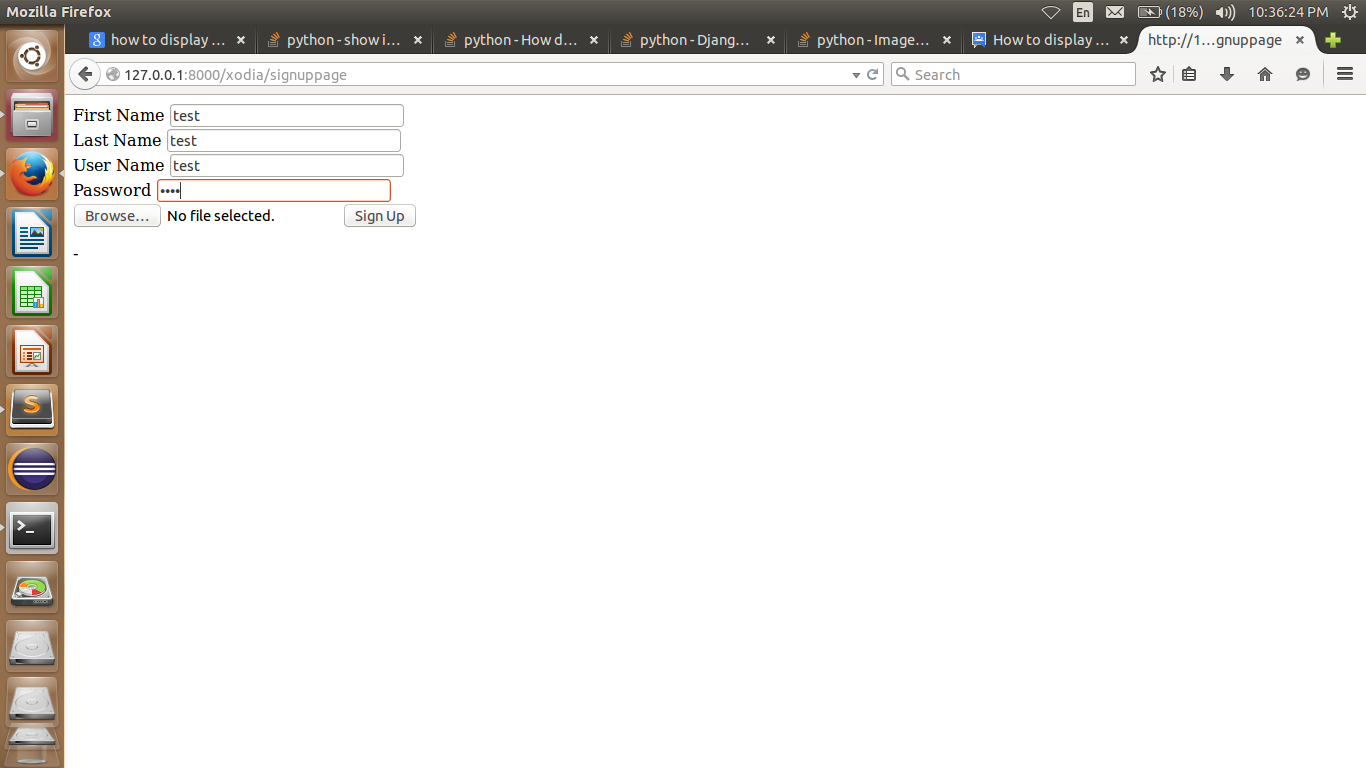 Mozilla Firefox
En
(18%)
10:36:24 PM
how to display ...
python - show i...
python - How d...
python - Djang...
python - Image...
How to display ...
http://1...gnuppage
127.0.0.1:8000/xodia/signuppage
Search
First Name test
Last Name test
User Name test
Password ••••
Browse... No file selected. Sign Up
-